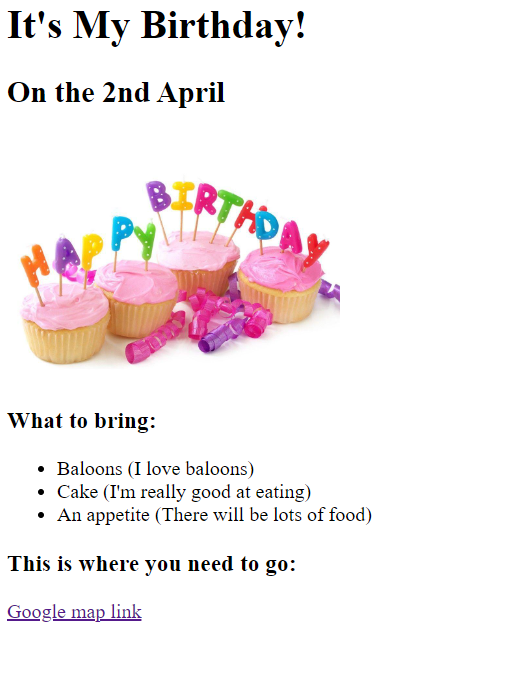 It's My Birthday!
On the 2nd April
HAPPY BIRTHDAY
What to bring:
Baloons (I love baloons)
Cake (I'm really good at eating)
An appetite (There will be lots of food)
This is where you need to go:
Google map link